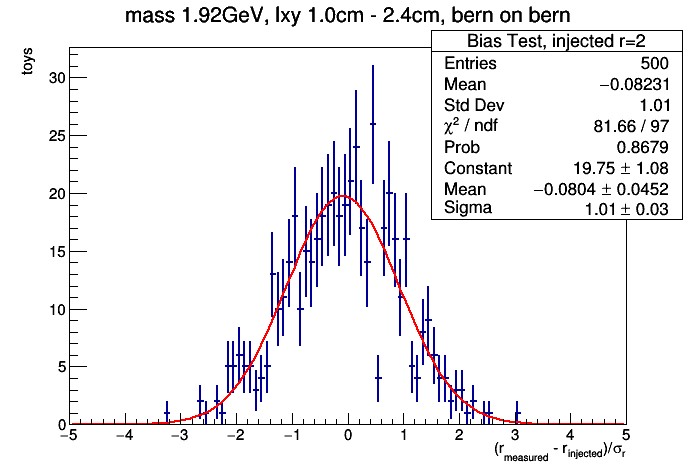 mass 1.92GeV, lxy 1.0cm - 2.4cm, bern on bern
Bias Test, injected r=2
Entries 500
Mean −0.08231
Std Dev 1.01
χ² / ndf 81.66 / 97
Prob 0.8679
Constant 19.75 ± 1.08
Mean −0.0804 ± 0.0452
Sigma 1.01 ± 0.03
toys
30
25
20
15
10
5
0
−5 −4 −3 −2 −1 0 1 2 3 4 5
(r_measured - r_injected)/σ_r